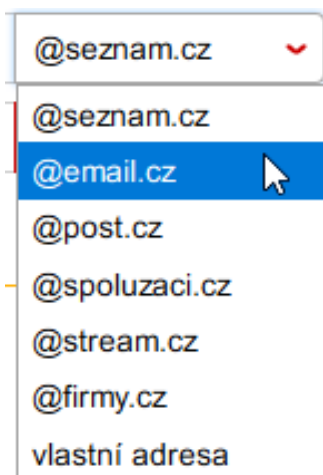 @seznam.cz
@seznam.cz
@email.cz
@post.cz
@spoluzaci.cz
@stream.cz
@firmy.cz
vlastní adresa